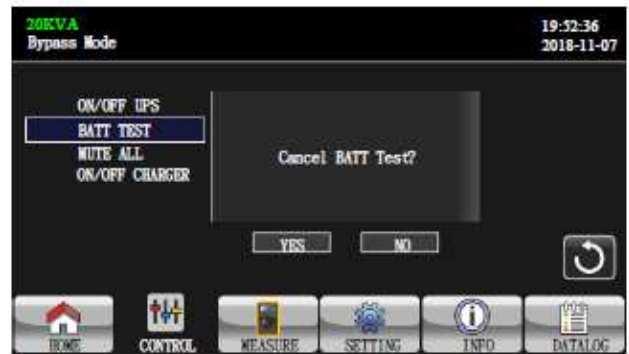 20KVA
Bypass Mode
19:52:36
2018-11-07
ON/OFF UPS
BATT TEST
MUTE ALL
ON/OFF CHARGER
Cancel BATT Test?
YES
NO
HOME
CONTROL
MEASURE
SETTING
INFO
DATALOG